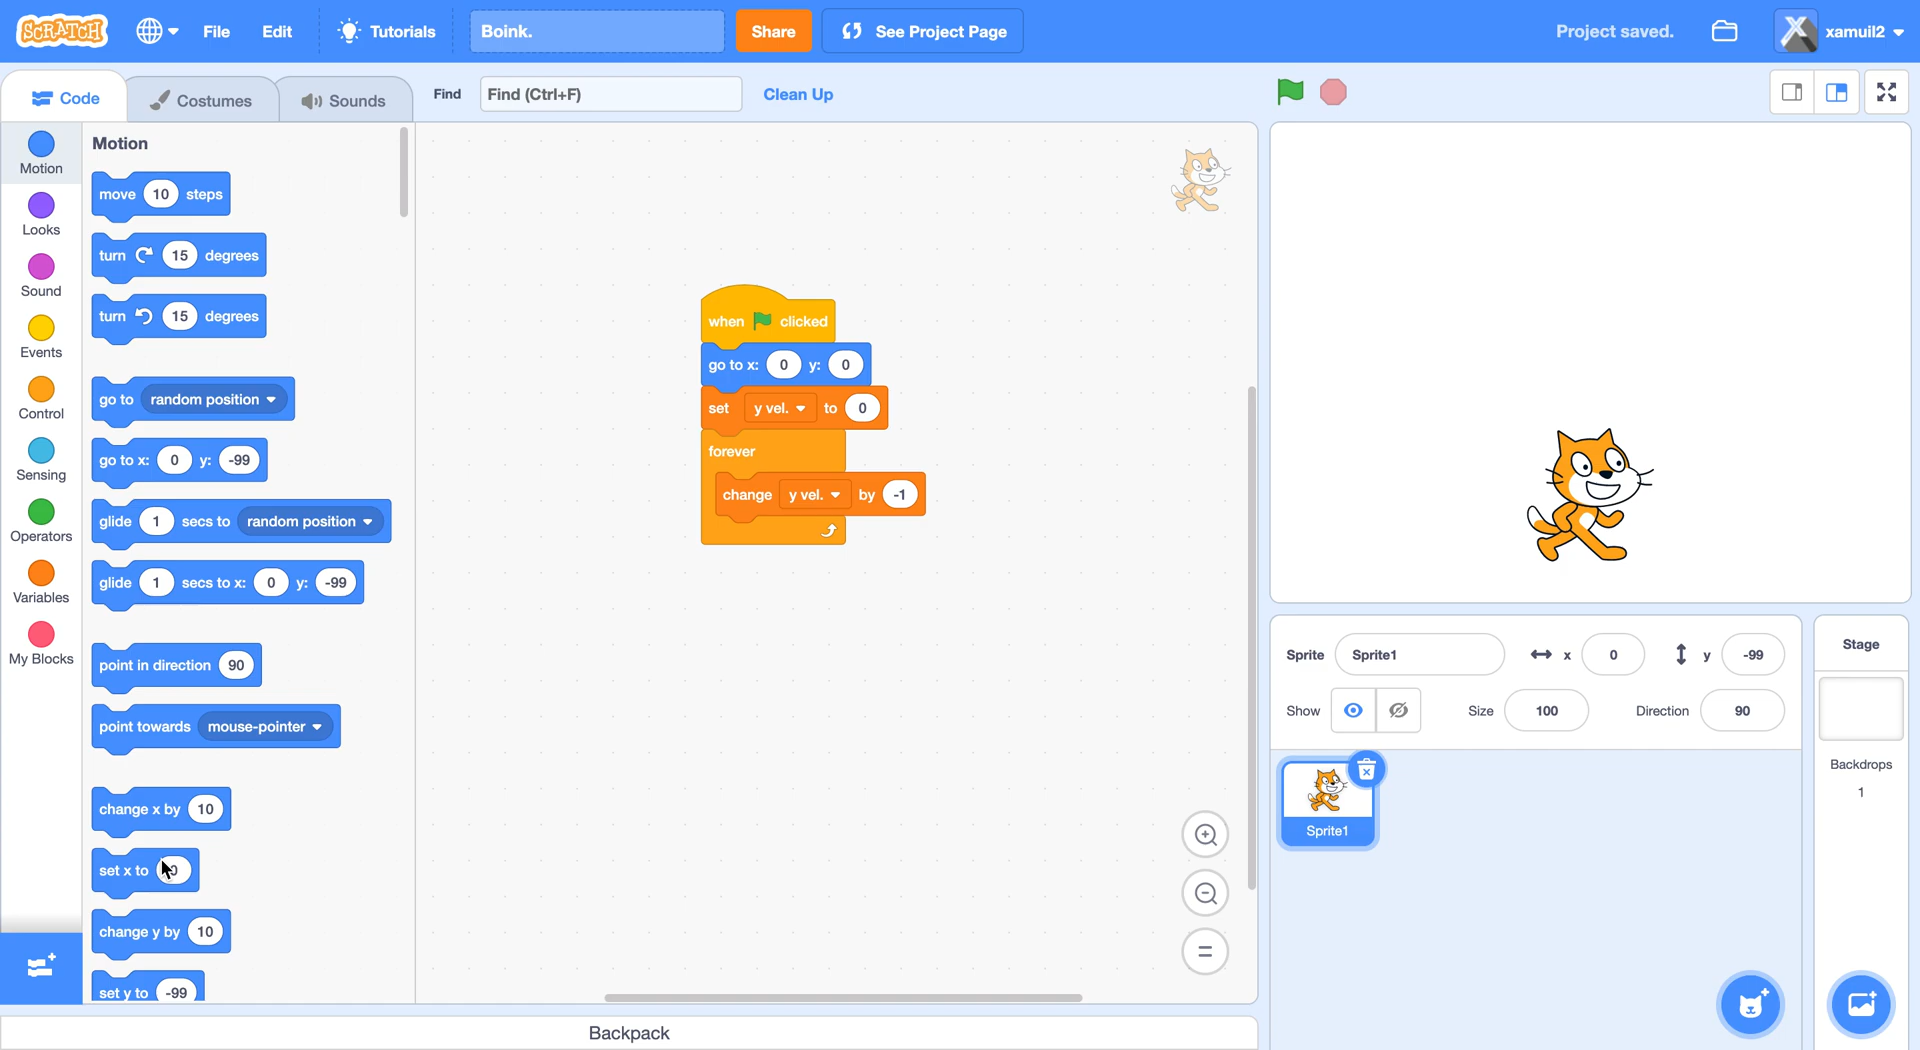 SCRATCH File Edit Tutorials Boink. Share See Project Page Project saved. xamuil2
Code Costumes Sounds Find Find (Ctrl+F) Clean Up
Motion
Looks
Sound
Events
Control
Sensing
Operators
Variables
My Blocks
Motion
move 10 steps
turn 15 degrees
turn 15 degrees
go to random position
go to x: 0 y: -99
glide 1 secs to random position
glide 1 secs to x: 0 y: -99
point in direction 90
point towards mouse-pointer
change x by 10
set x to 0
change y by 10
set y to -99
when clicked
go to x: 0 y: 0
set y vel. to 0
forever
change y vel. by -1
Backpack
Sprite Sprite1 x 0 y -99
Show Size 100 Direction 90
Sprite1
Stage
Backdrops
1